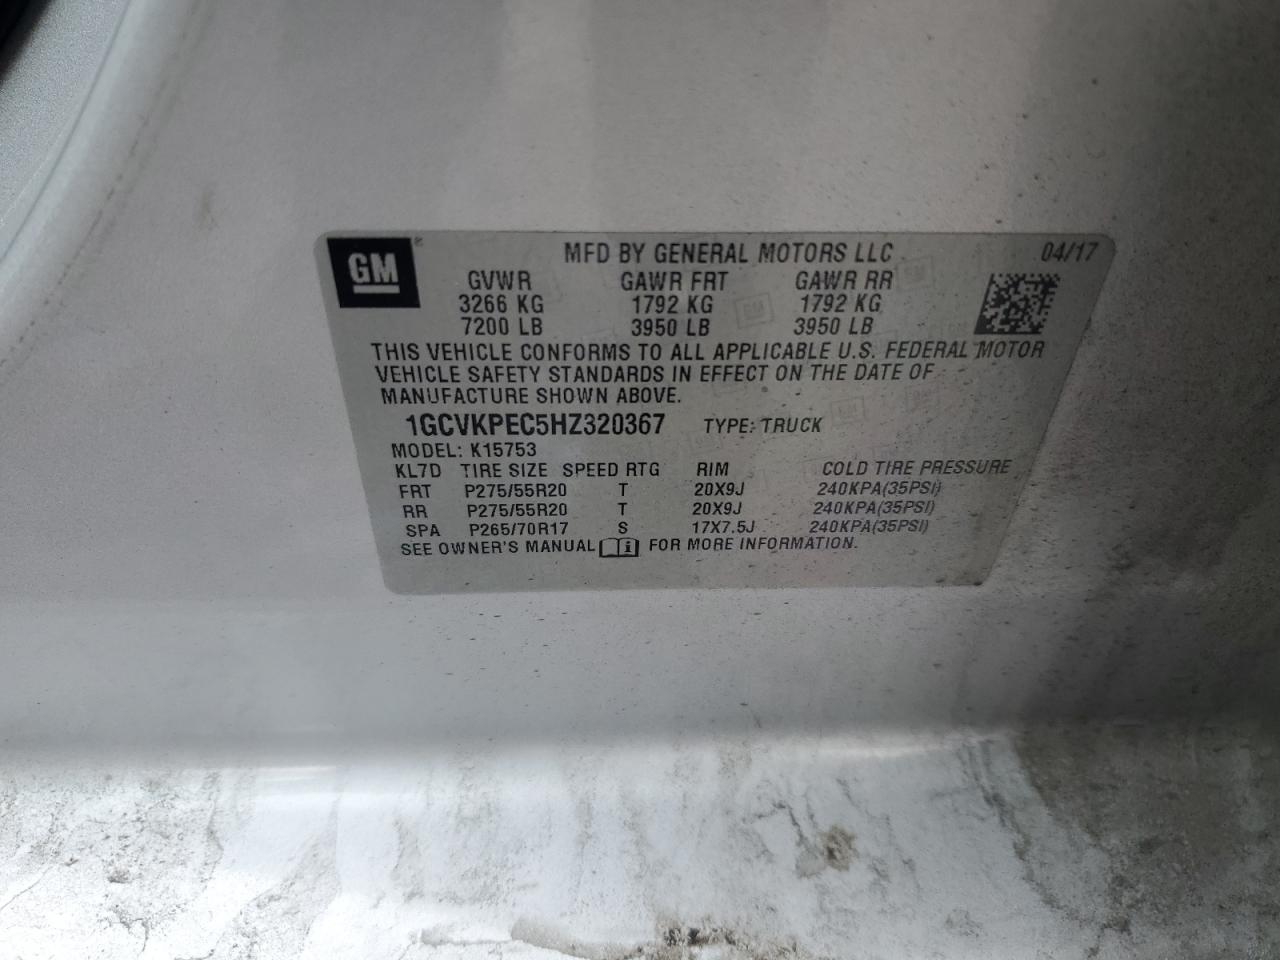 GM
MFD BY GENERAL MOTORS LLC 04/17
GVWR GAWR FRT GAWR RR
3266 KG 1792 KG 1792 KG
7200 LB 3950 LB 3950 LB
THIS VEHICLE CONFORMS TO ALL APPLICABLE U.S. FEDERAL MOTOR
VEHICLE SAFETY STANDARDS IN EFFECT ON THE DATE OF
MANUFACTURE SHOWN ABOVE.
1GCVKPEC5HZ320367 TYPE: TRUCK
MODEL: K15753
KL7D TIRE SIZE SPEED RTG RIM COLD TIRE PRESSURE
FRT P275/55R20 T 20X9J 240KPA(35PSI)
RR P275/55R20 T 20X9J 240KPA(35PSI)
SPA P265/70R17 S 17X7.5J 240KPA(35PSI)
SEE OWNER'S MANUAL FOR MORE INFORMATION.